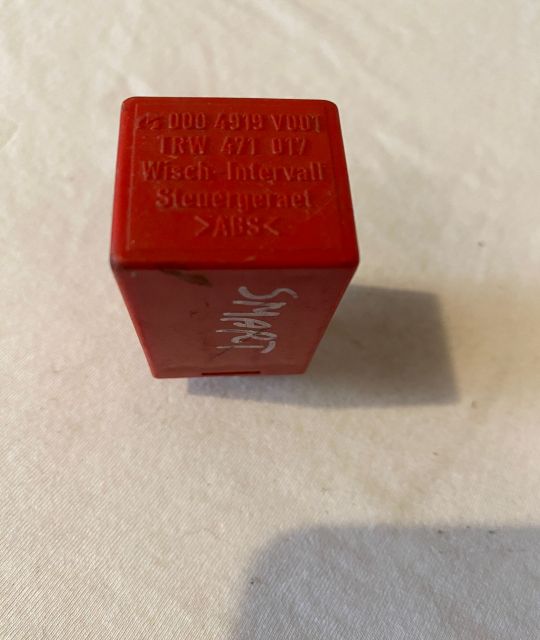 000 4919 V001
TRW 471 017
Wisch-Intervall
Steuergeraet
>ABS<
SMART